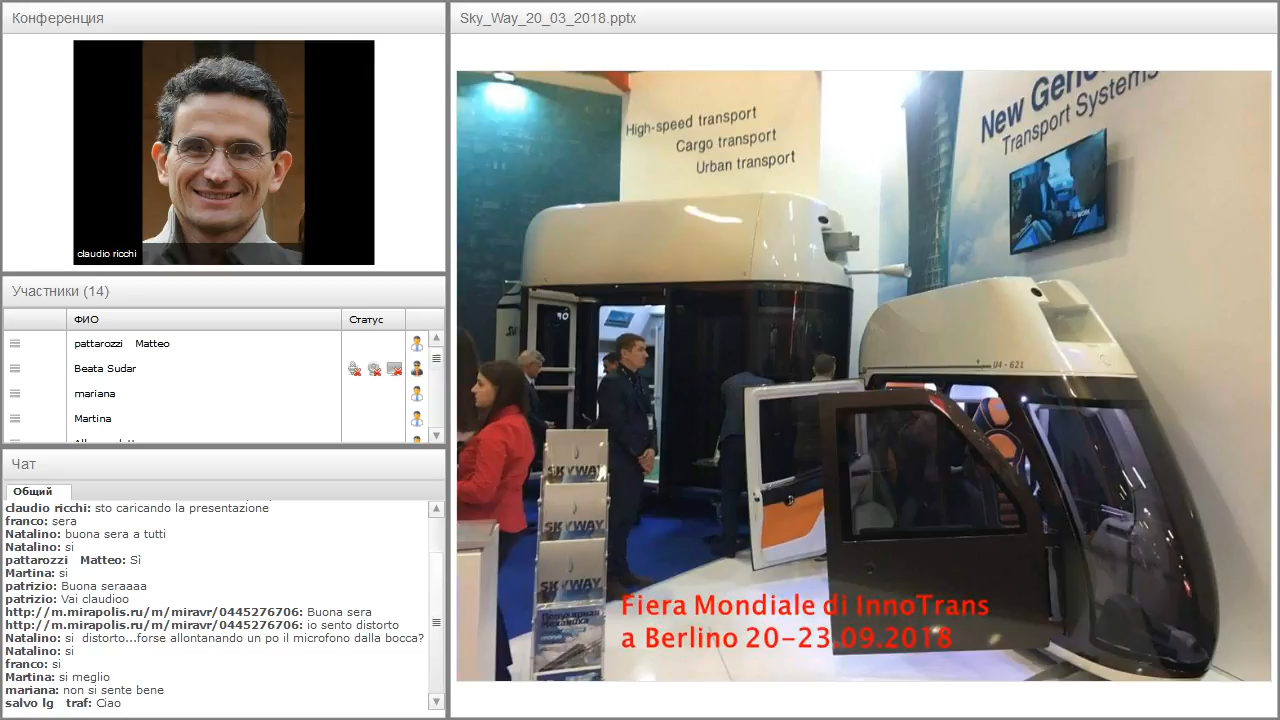 Конференция
claudio ricchi
Участники (14)
ФИО
Статус
pattarozzi Matteo
Beata Sudar
mariana
Martina
Чат
Общий
claudio ricchi: sto caricando la presentazione
franco: sera
Natalino: buona sera a tutti
Natalino: si
pattarozzi Matteo: Sì
Martina: si
patrizio: Buona seraaaa
patrizio: Vai claudioo
http://m.mirapolis.ru/m/miravr/0445276706: Buona sera
http://m.mirapolis.ru/m/miravr/0445276706: Io sento distorto
Natalino: si distorto...forse allontanando un po il microfono dalla bocca?
Natalino: si
franco: si
Martina: si meglio
mariana: non si sente bene
salvo lg traf: Ciao
Sky_Way_20_03_2018.pptx
High-speed transport
Cargo transport
Urban transport
New
Transport Systems
U4-621
SKYWAY
SKYWAY
SKYWAY
Популярная
Механика
Fiera Mondiale di InnoTrans
a Berlino 20-23.09.2018